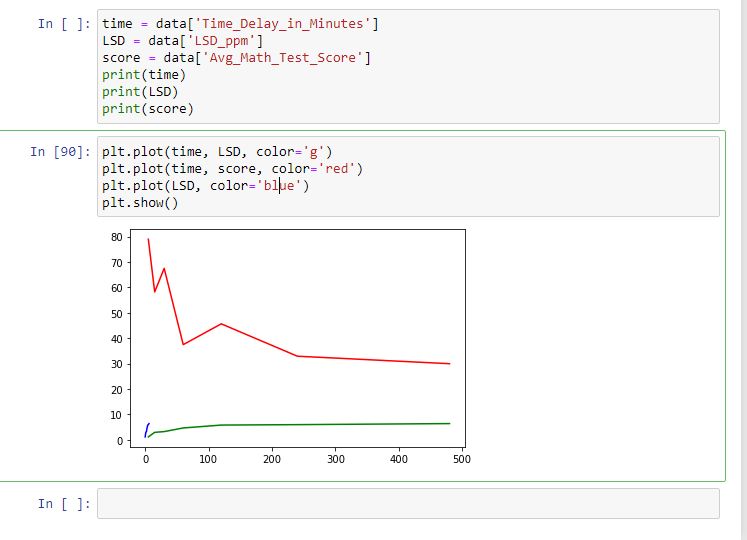 In [ ]: time = data['Time_Delay_in_Minutes']
LSD = data['LSD_ppm']
score = data['Avg_Math_Test_Score']
print(time)
print(LSD)
print(score)
In [90]: plt.plot(time, LSD, color='g')
plt.plot(time, score, color='red')
plt.plot(LSD, color='blue')
plt.show()
80
70
60
50
40
30
20
10
0
0 100 200 300 400 500
In [ ]: